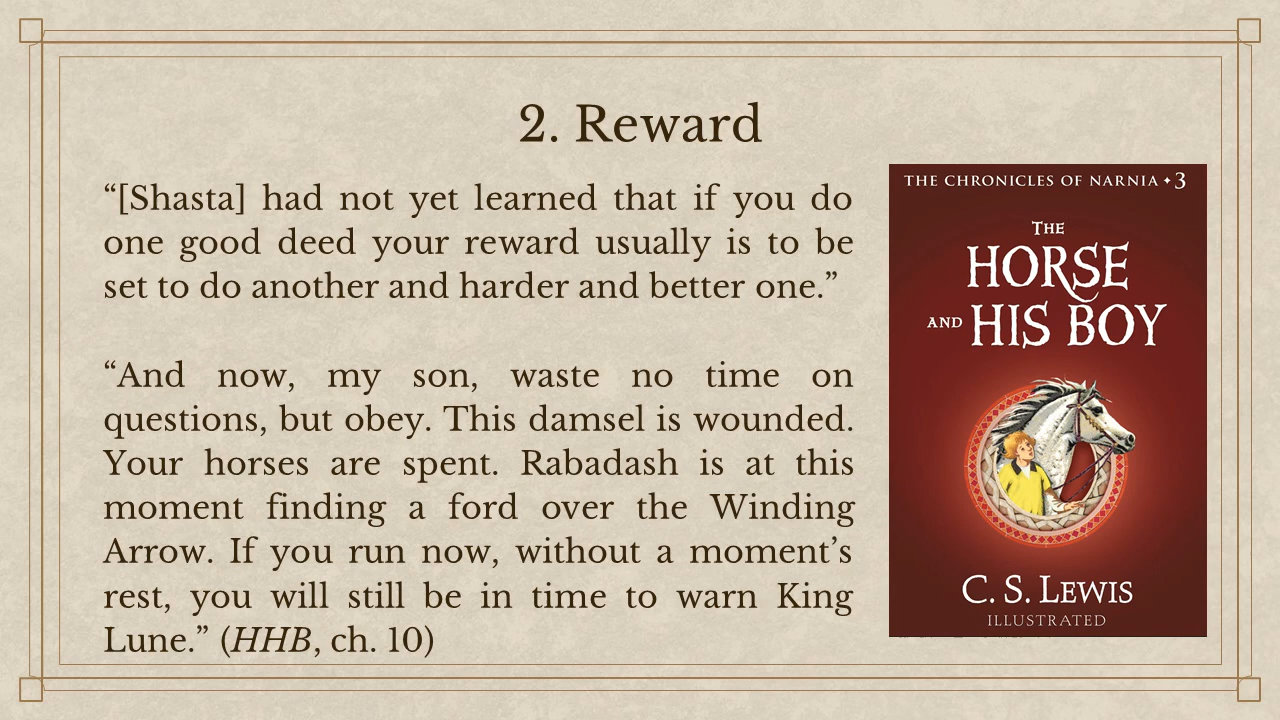 2. Reward
“[Shasta] had not yet learned that if you do
one good deed your reward usually is to be
set to do another and harder and better one.”
“And now, my son, waste no time on
questions, but obey. This damsel is wounded.
Your horses are spent. Rabadash is at this
moment finding a ford over the Winding
Arrow. If you run now, without a moment’s
rest, you will still be in time to warn King
Lune.” (HHB, ch. 10)
THE CHRONICLES OF NARNIA ✦ 3
THE
HORSE
AND HIS BOY
C. S. LEWIS
ILLUSTRATED